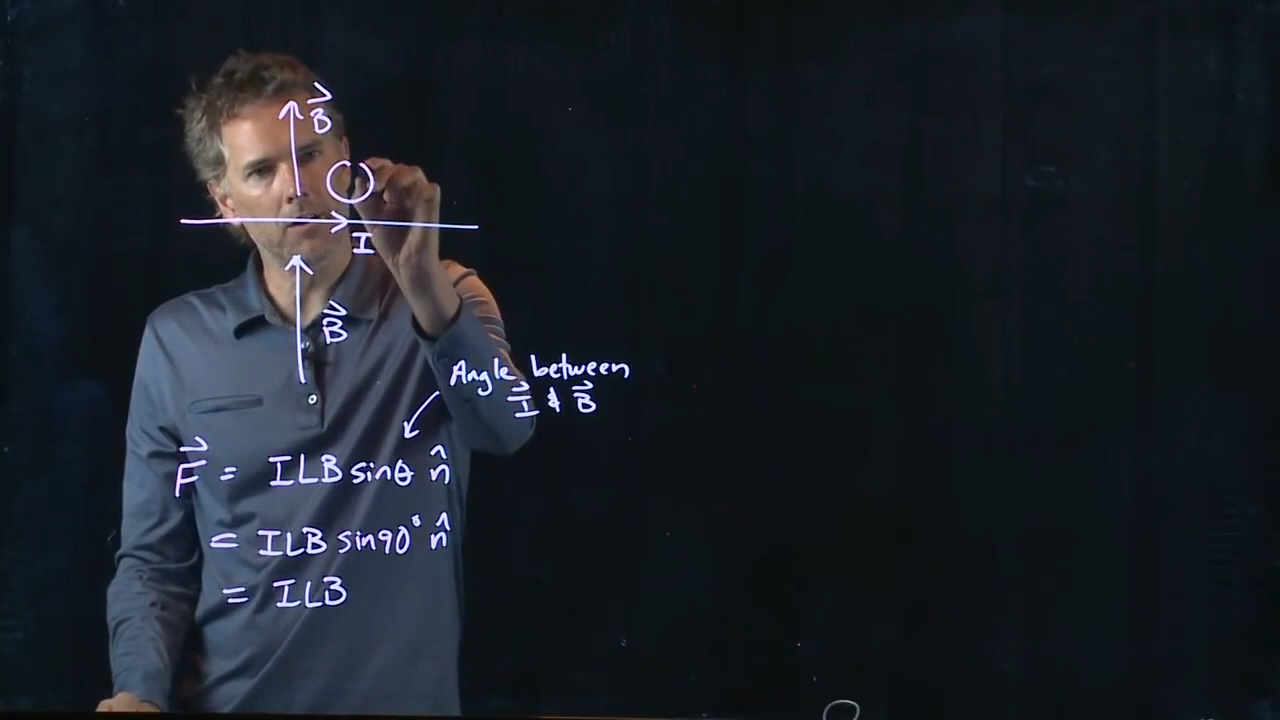 B⃗
I
B⃗
Angle between
I⃗ & B⃗
F⃗ = ILB sinθ n̂
= ILB sin90° n̂
= ILB